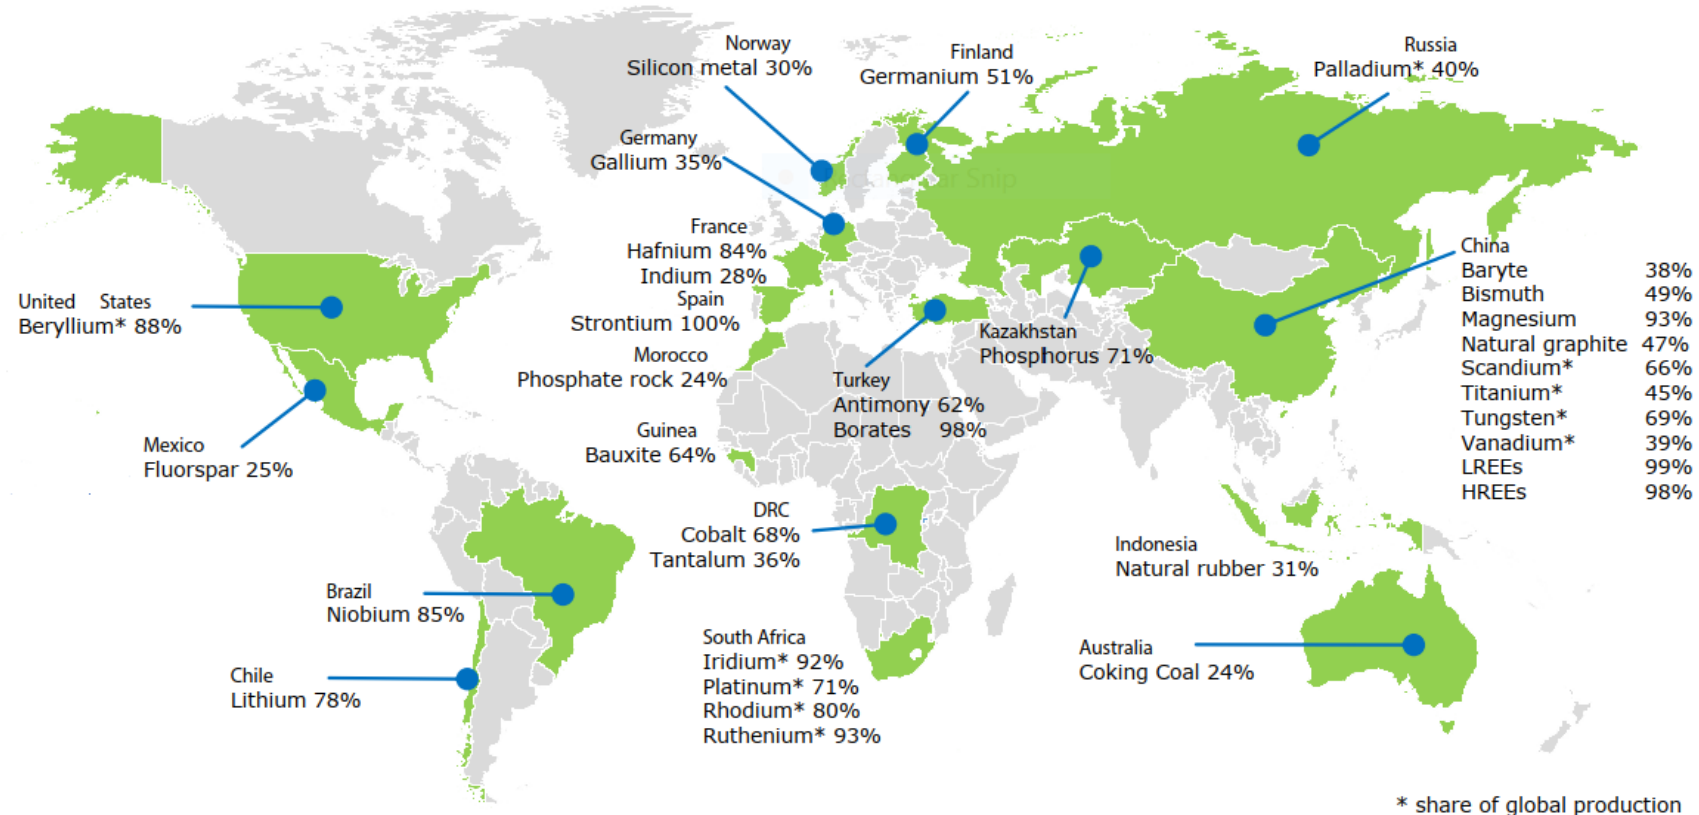 Norway
Silicon metal 30%
Finland
Germanium 51%
Russia
Palladium* 40%
Germany
Gallium 35%
France
Hafnium 84%
Indium 28%
Spain
Strontium 100%
Morocco
Phosphate rock 24%
Guinea
Bauxite 64%
United States
Beryllium* 88%
Mexico
Fluorspar 25%
Kazakhstan
Phosphorus 71%
Turkey
Antimony 62%
Borates 98%
China
Baryte 38%
Bismuth 49%
Magnesium 93%
Natural graphite 47%
Scandium* 66%
Titanium* 45%
Tungsten* 69%
Vanadium* 39%
LREEs 99%
HREEs 98%
DRC
Cobalt 68%
Tantalum 36%
Indonesia
Natural rubber 31%
Brazil
Niobium 85%
Chile
Lithium 78%
South Africa
Iridium* 92%
Platinum* 71%
Rhodium* 80%
Ruthenium* 93%
Australia
Coking Coal 24%
* share of global production
Snip